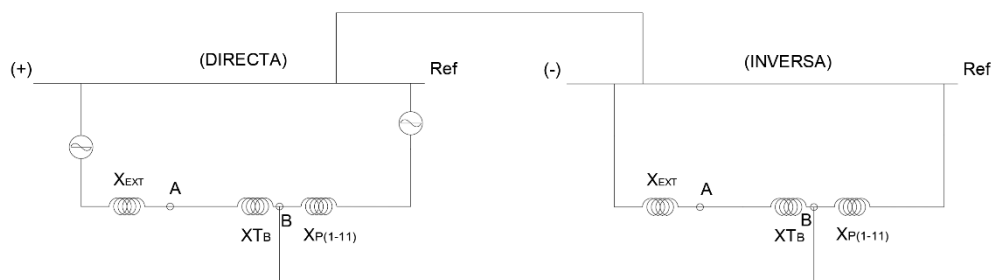 (+) (DIRECTA) Ref (-) (INVERSA) Ref
XEXT A XTB B XP(1-11) XEXT A XTB B XP(1-11)